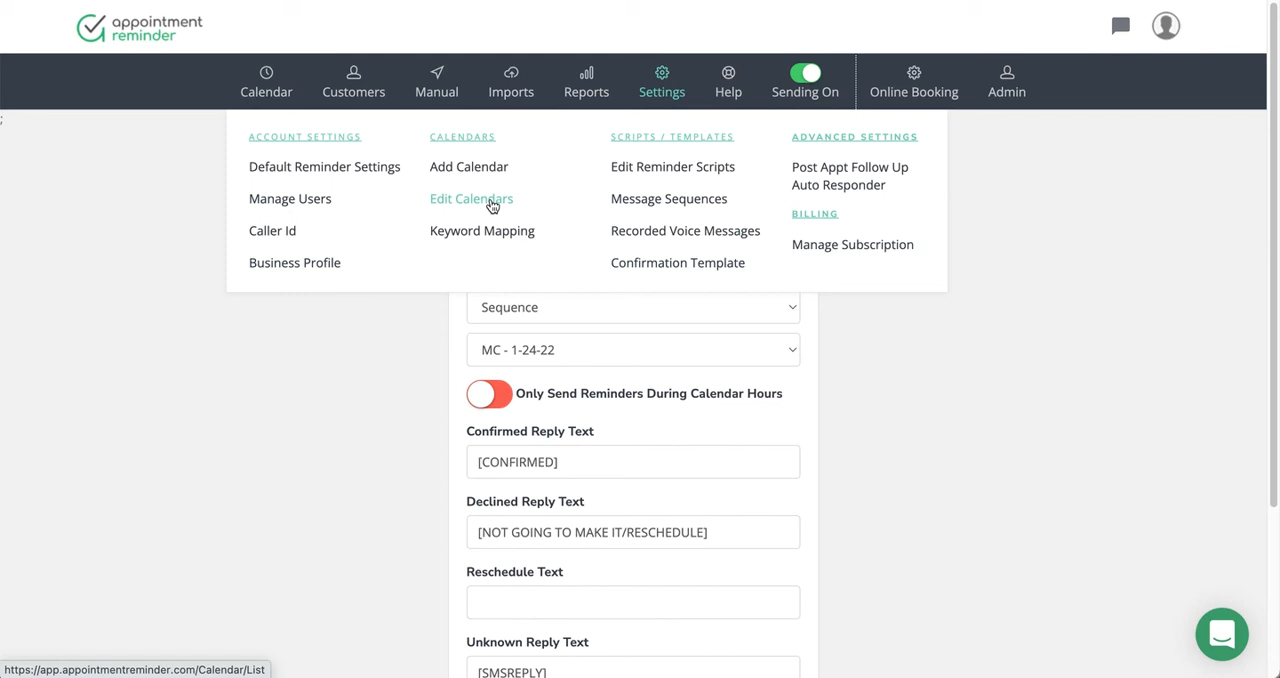 appointment
reminder
Calendar
Customers
Manual
Imports
Reports
Settings
Help
Sending On
Online Booking
Admin
;
ACCOUNT SETTINGS
Default Reminder Settings
Manage Users
Caller Id
Business Profile
CALENDARS
Add Calendar
Edit Calendars
Keyword Mapping
SCRIPTS / TEMPLATES
Edit Reminder Scripts
Message Sequences
Recorded Voice Messages
Confirmation Template
ADVANCED SETTINGS
Post Appt Follow Up
Auto Responder
BILLING
Manage Subscription
Sequence
MC - 1-24-22
Only Send Reminders During Calendar Hours
Confirmed Reply Text
[CONFIRMED]
Declined Reply Text
[NOT GOING TO MAKE IT/RESCHEDULE]
Reschedule Text
Unknown Reply Text
[SMSREPLY]
https://app.appointmentreminder.com/Calendar/List